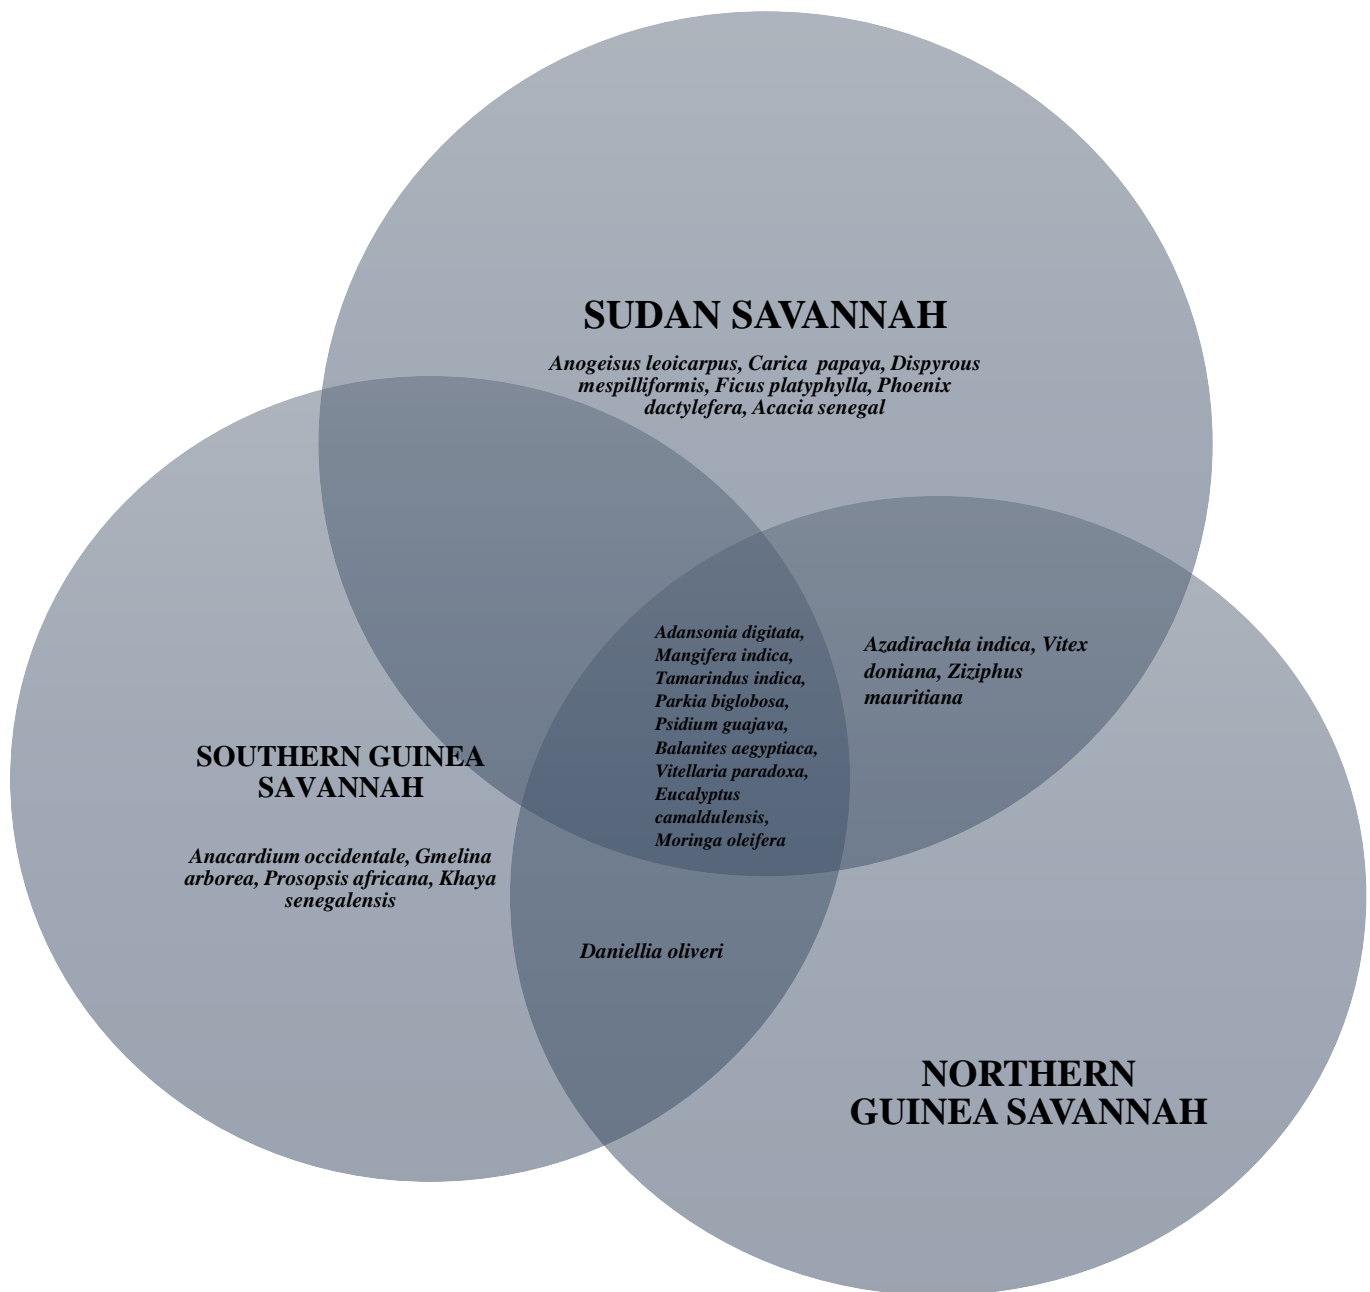 SUDAN SAVANNAH
Anogeisus leoicarpus, Carica papaya, Dispyrous
mespilliformis, Ficus platyphylla, Phoenix
dactylefera, Acacia senegal
Adansonia digitata,
Mangifera indica,
Tamarindus indica,
Parkia biglobosa,
Psidium guajava,
Balanites aegyptiaca,
Vitellaria paradoxa,
Eucalyptus
camaldulensis,
Moringa oleifera
Azadirachta indica, Vitex
doniana, Ziziphus
mauritiana
SOUTHERN GUINEA
SAVANNAH
Anacardium occidentale, Gmelina
arborea, Prosopsis africana, Khaya
senegalensis
Daniellia oliveri
NORTHERN
GUINEA SAVANNAH